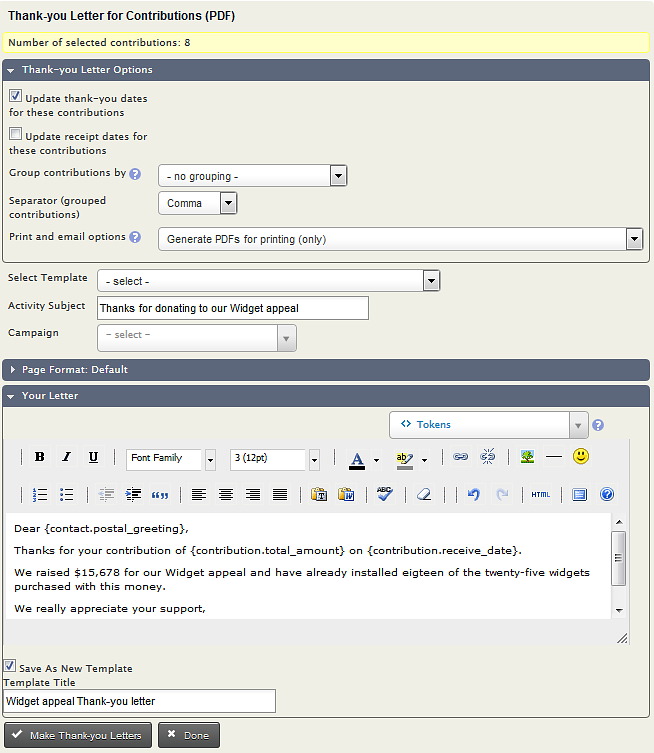 Thank-you Letter for Contributions (PDF)
Number of selected contributions: 8
Thank-you Letter Options
Update thank-you dates
for these contributions
Update receipt dates for
these contributions
Group contributions by ? - no grouping -
Separator (grouped
contributions) Comma
Print and email options ? Generate PDFs for printing (only)
Select Template - select -
Activity Subject Thanks for donating to our Widget appeal
Campaign - select -
Page Format: Default
Your Letter
Tokens ?
B I U Font Family 3 (12pt) A ab
T W ABC HTML ?
Dear {contact.postal_greeting},
Thanks for your contribution of {contribution.total_amount} on {contribution.receive_date}.
We raised $15,678 for our Widget appeal and have already installed eigteen of the twenty-five widgets
purchased with this money.
We really appreciate your support,
Save As New Template
Template Title
Widget appeal Thank-you letter
Make Thank-you Letters Done